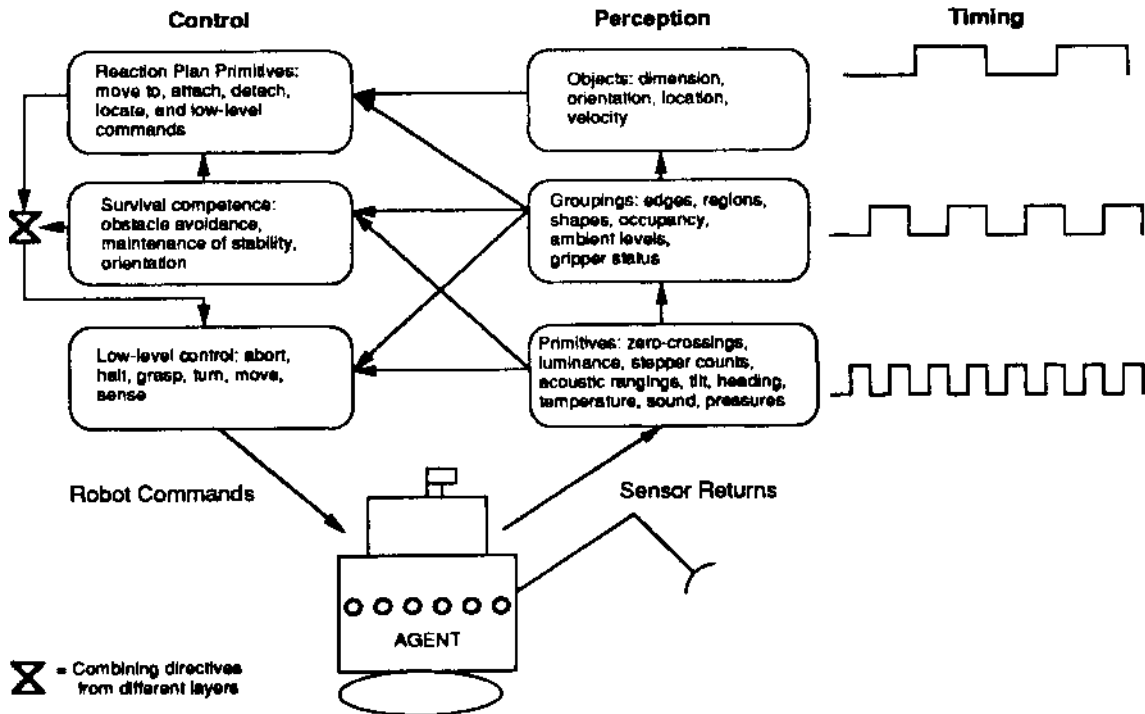 Control
Perception
Timing
Reaction Plan Primitives:
move to, attach, detach,
locate, and low-level
commands
Objects: dimension,
orientation, location,
velocity
Survival competence:
obstacle avoidance,
maintenance of stability,
orientation
Groupings: edges, regions,
shapes, occupancy,
ambient levels,
gripper status
Low-level control: abort,
halt, grasp, turn, move,
sense
Primitives: zero-crossings,
luminance, stepper counts,
acoustic rangings, tilt, heading,
temperature, sound, pressures
Robot Commands
Sensor Returns
AGENT
= Combining directives
from different layers